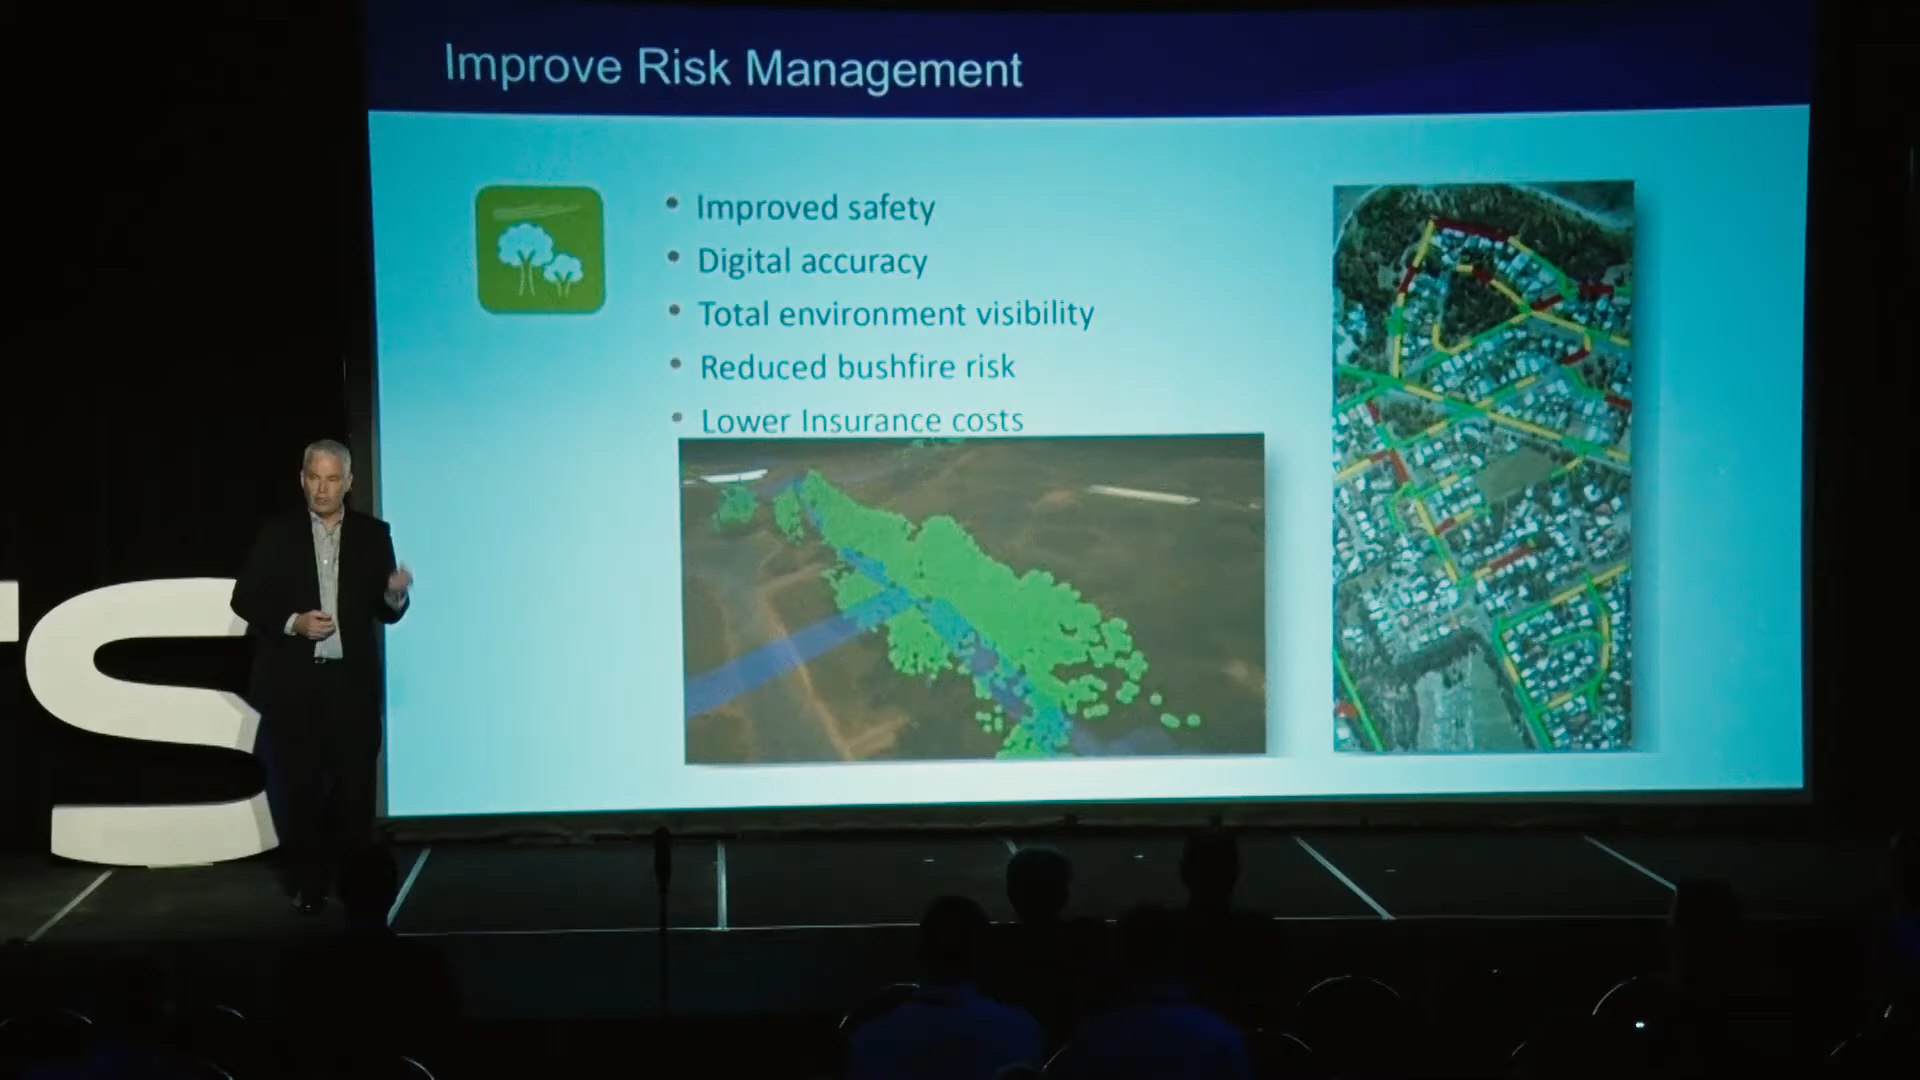 Improve Risk Management
• Improved safety
• Digital accuracy
• Total environment visibility
• Reduced bushfire risk
• Lower Insurance costs
S